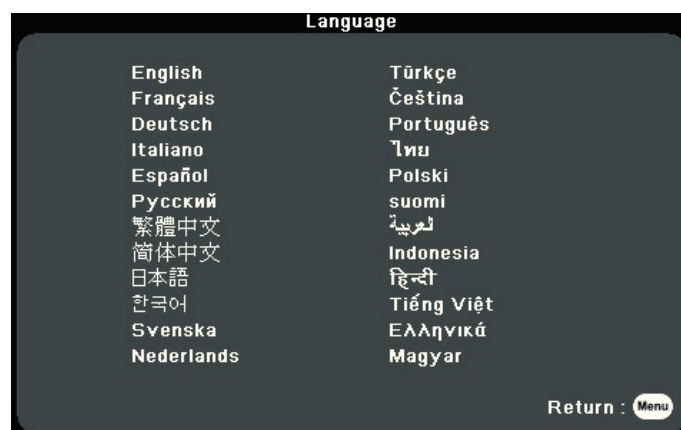 Language
English
Français
Deutsch
Italiano
Español
Русский
繁體中文
简体中文
日本語
한국어
Svenska
Nederlands
Türkçe
Čeština
Português
ไทย
Polski
suomi
العربية
Indonesia
हिन्दी
Tiếng Việt
Ελληνικά
Magyar
Return : Menu